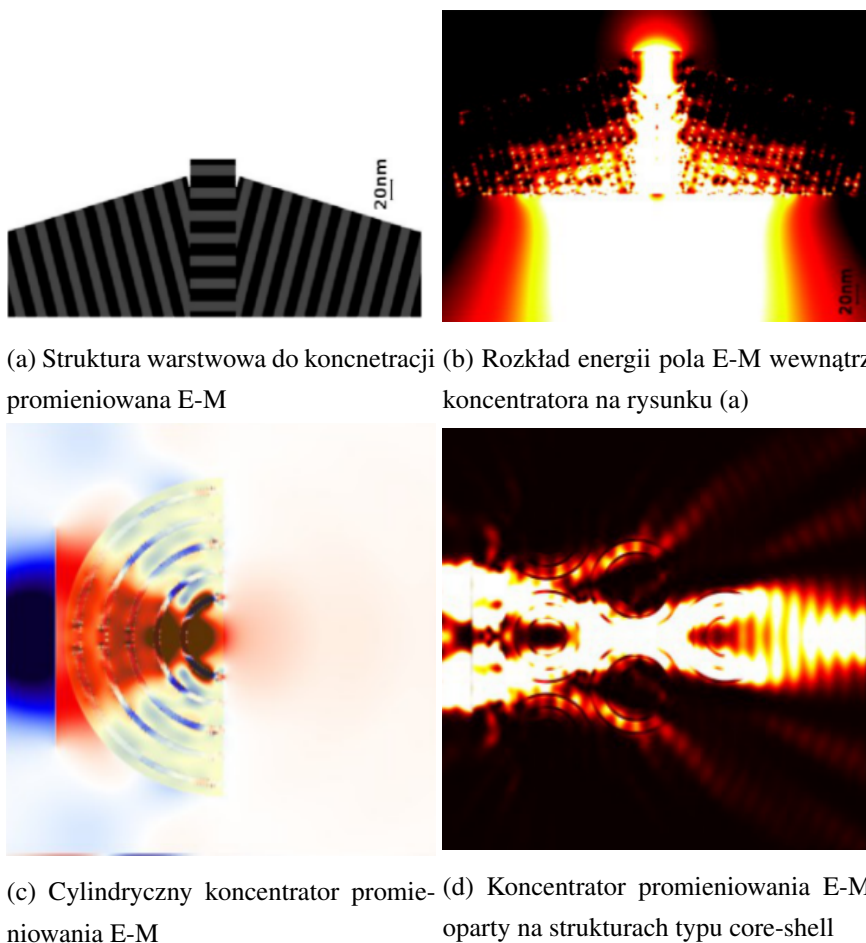 20nm
20nm
(a) Struktura warstwowa do koncnetracji
promieniowana E-M
(b) Rozkład energii pola E-M wewnątrz
koncentratora na rysunku (a)
(c) Cylindryczny koncentrator promie-
niowania E-M
(d) Koncentrator promieniowania E-M
oparty na strukturach typu core-shell